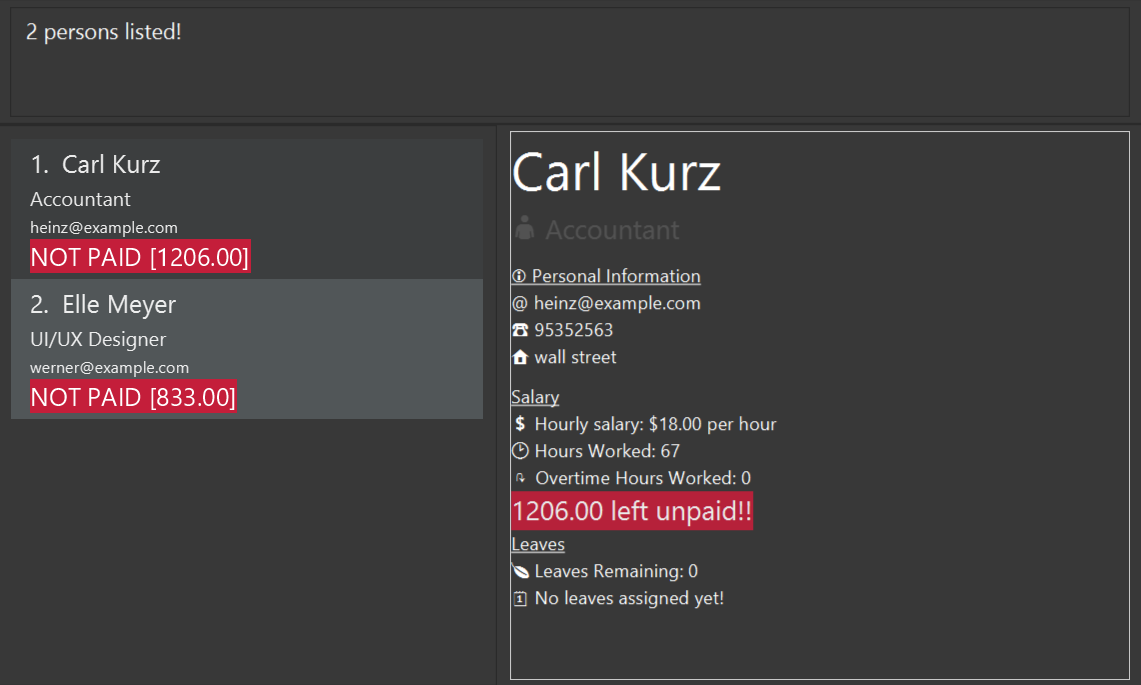 2 persons listed!
1. Carl Kurz
Accountant
heinz@example.com
NOT PAID [1206.00]
2. Elle Meyer
UI/UX Designer
werner@example.com
NOT PAID [833.00]
Carl Kurz
Accountant
Personal Information
@ heinz@example.com
95352563
wall street
Salary
$ Hourly salary: $18.00 per hour
Hours Worked: 67
Overtime Hours Worked: 0
1206.00 left unpaid!!
Leaves
Leaves Remaining: 0
No leaves assigned yet!